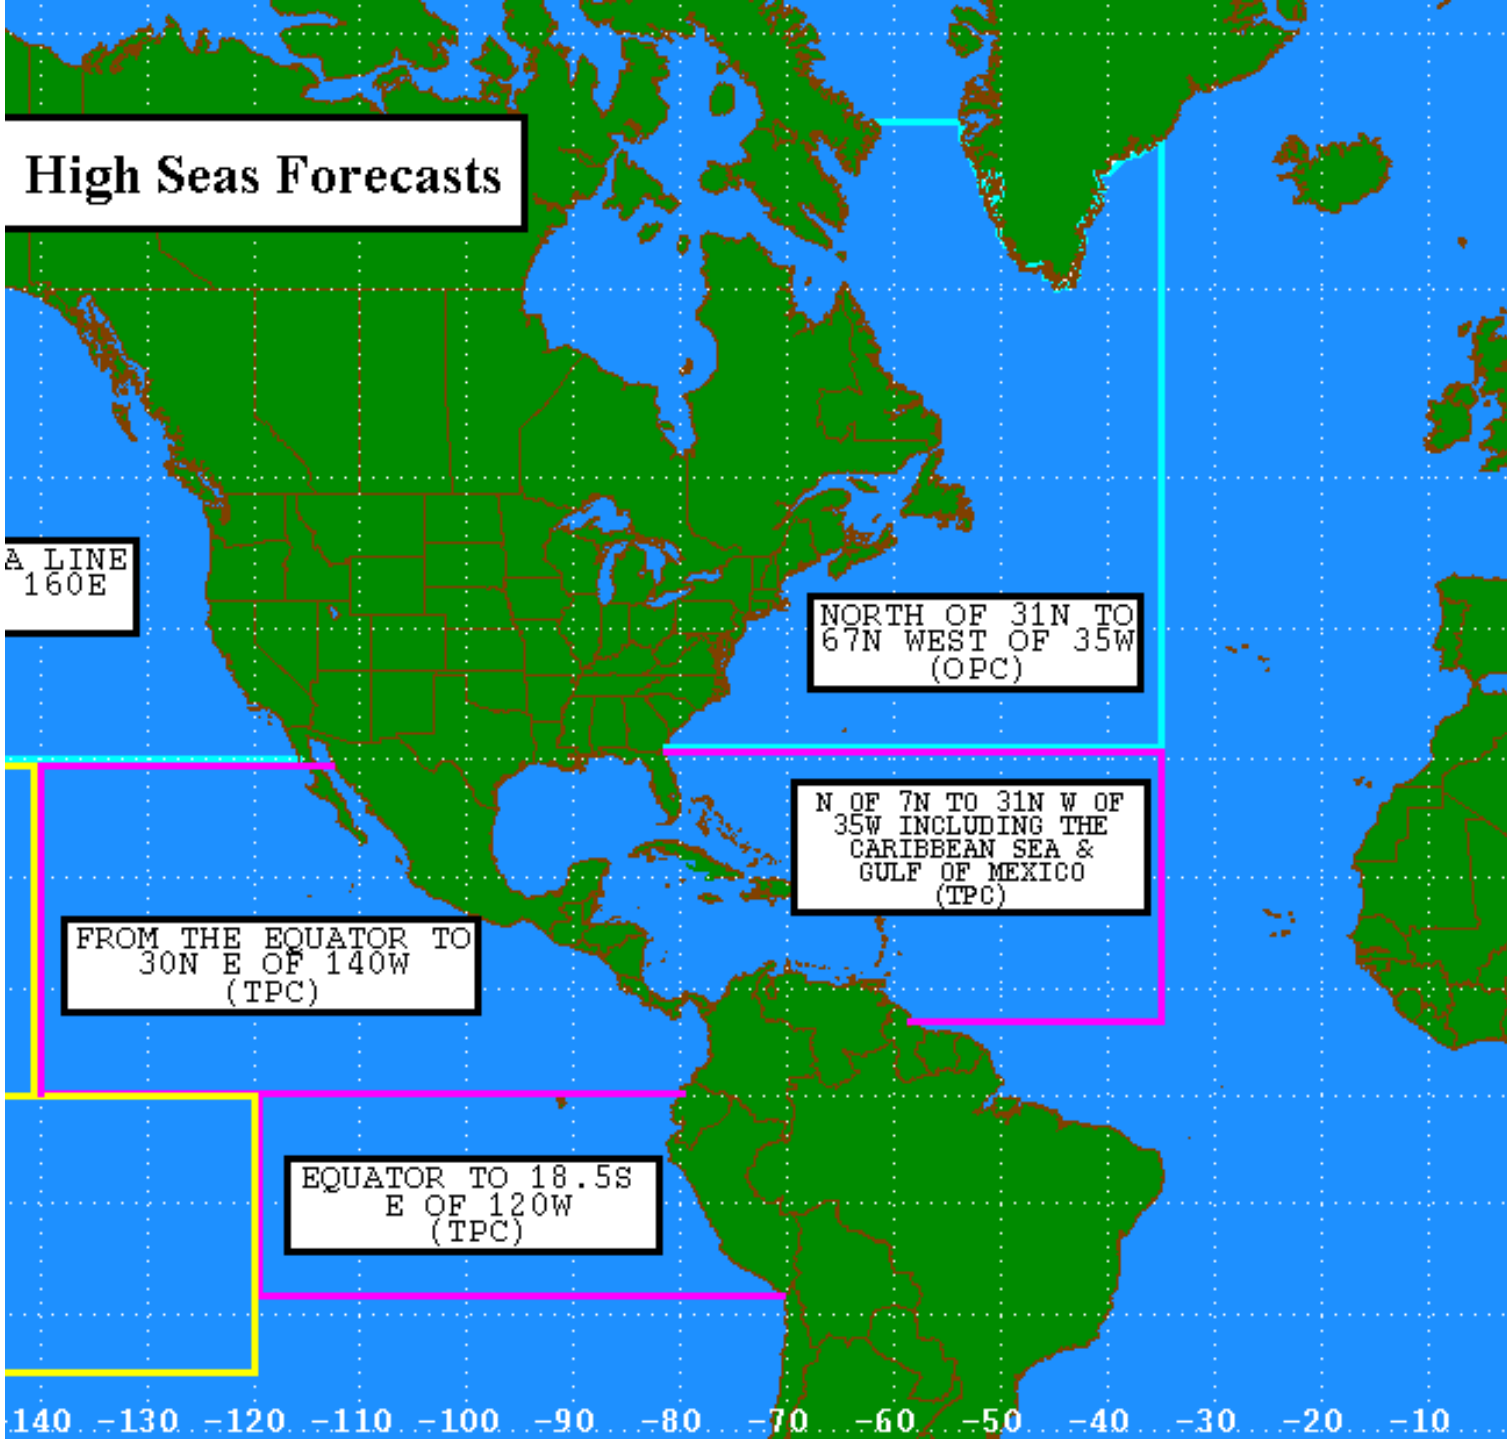 High Seas Forecasts
A LINE
160E
NORTH OF 31N TO
67N WEST OF 35W
(OPC)
N OF 7N TO 31N W OF
35W INCLUDING THE
CARIBBEAN SEA &
GULF OF MEXICO
(TPC)
FROM THE EQUATOR TO
30N E OF 140W
(TPC)
EQUATOR TO 18.5S
E OF 120W
(TPC)
-140 -130 -120 -110 -100 -90 -80 -70 -60 -50 -40 -30 -20 -10